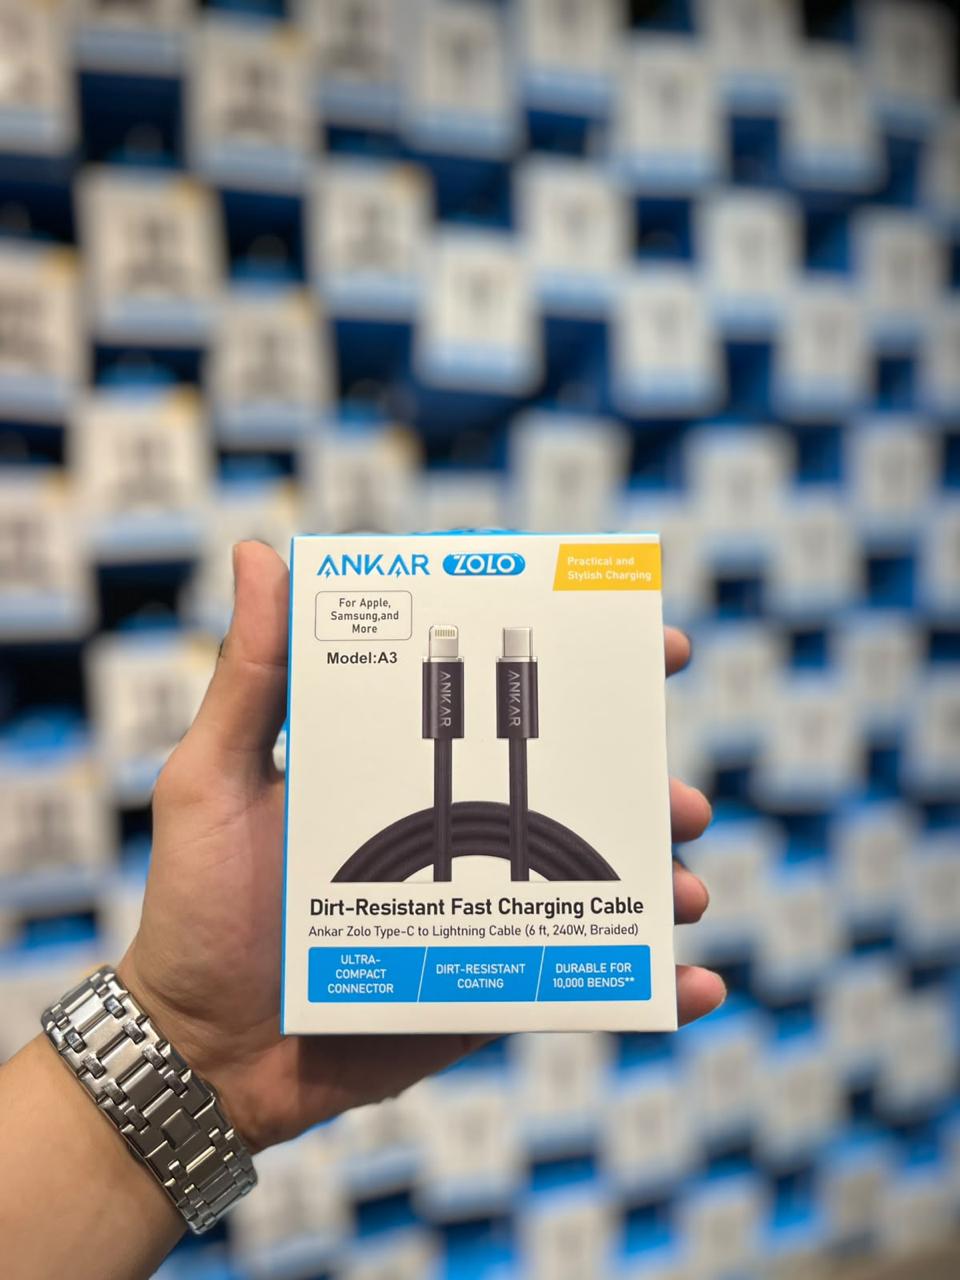 ANKAR ZOLO
Practical and
Stylish Charging
For Apple,
Samsung,and
More
Model:A3
ANKAR
ANKAR
Dirt-Resistant Fast Charging Cable
Ankar Zolo Type-C to Lightning Cable (6 ft, 240W, Braided)
ULTRA-
COMPACT
CONNECTOR
DIRT-RESISTANT
COATING
DURABLE FOR
10,000 BENDS**